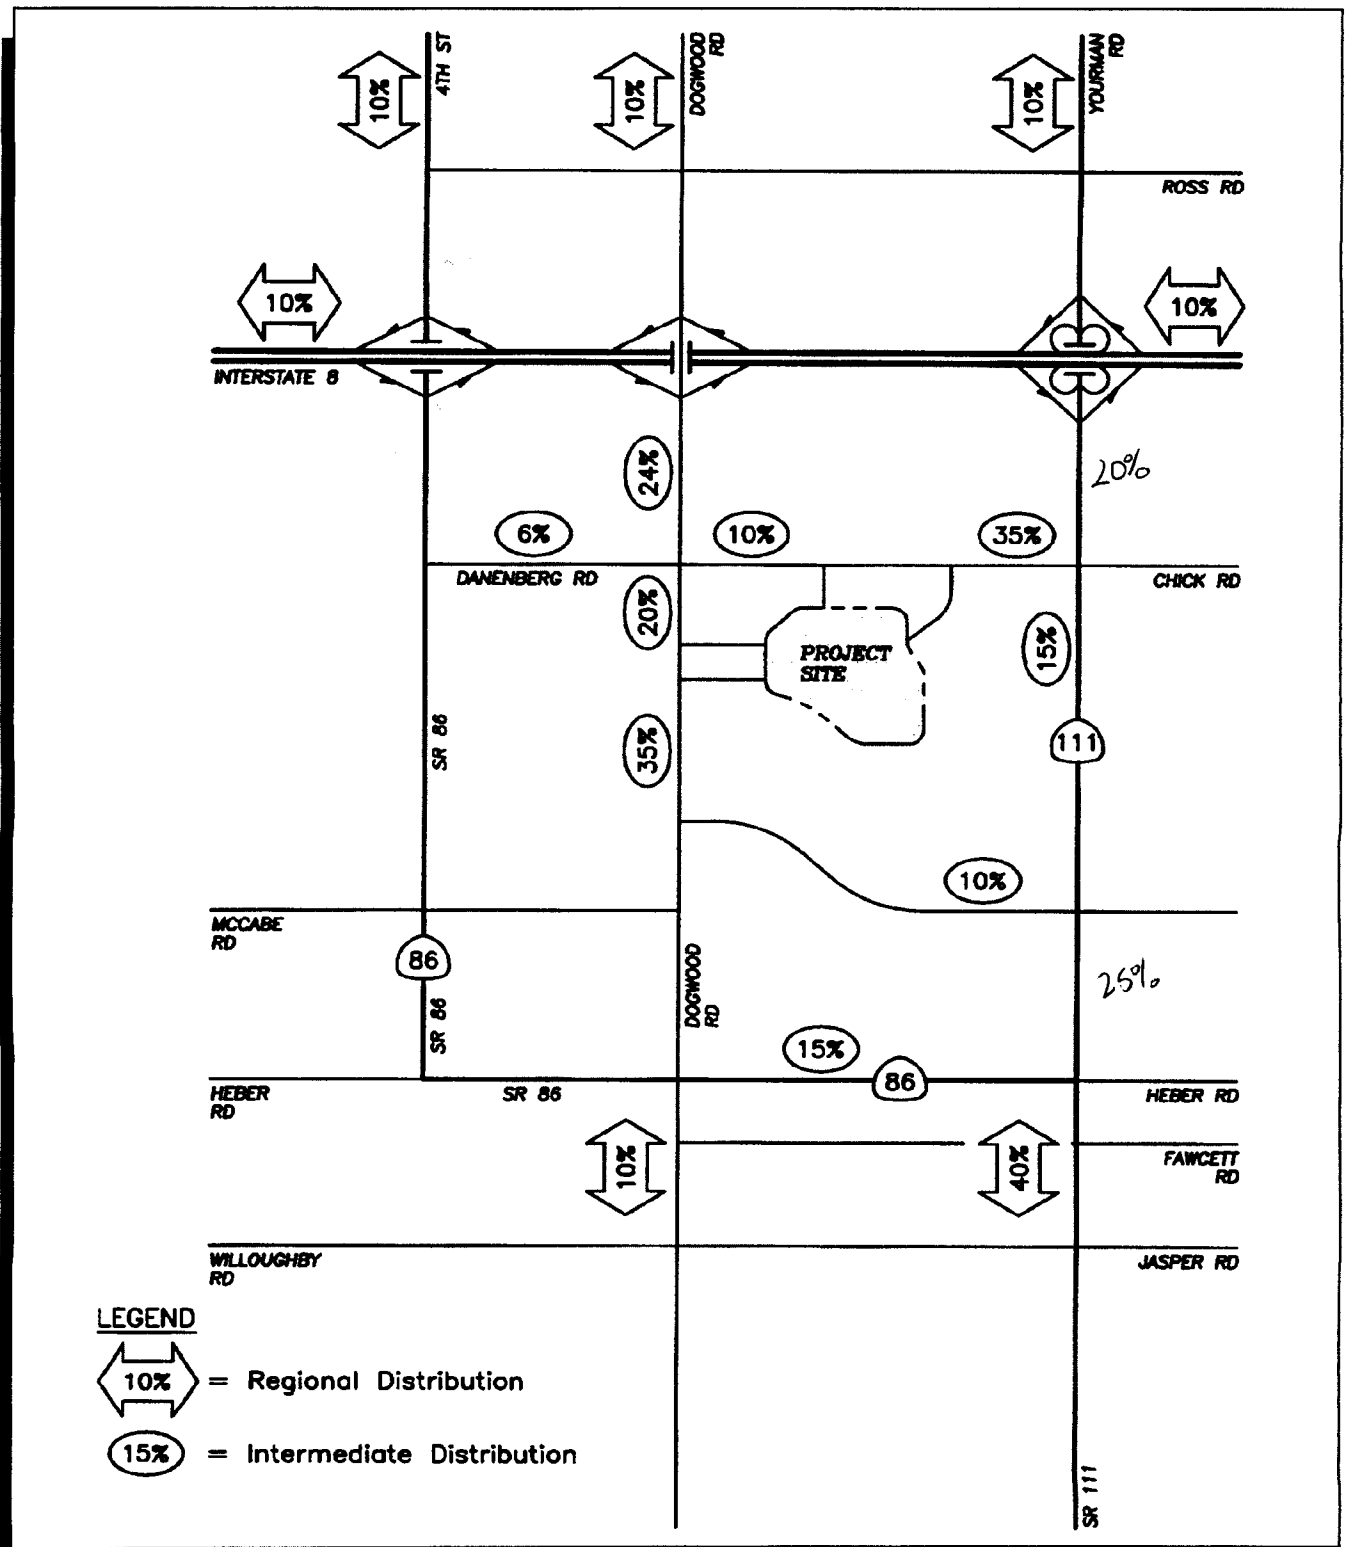 10%
4TH ST
10%
DOGWOOD
RD
10%
YOURMAN
RD
ROSS RD
10%
10%
INTERSTATE 8
24%
20%
6%
10%
35%
DANENBERG RD
CHICK RD
20%
15%
PROJECT
SITE
SR 86
35%
111
10%
MCCABE
RD
86
SR 86
DOGWOOD
RD
25%
15%
86
HEBER
RD
SR 86
HEBER RD
10%
40%
FAWCETT
RD
WILLOUGHBY
RD
JASPER RD
LEGEND
10% = Regional Distribution
15% = Intermediate Distribution
SR 111